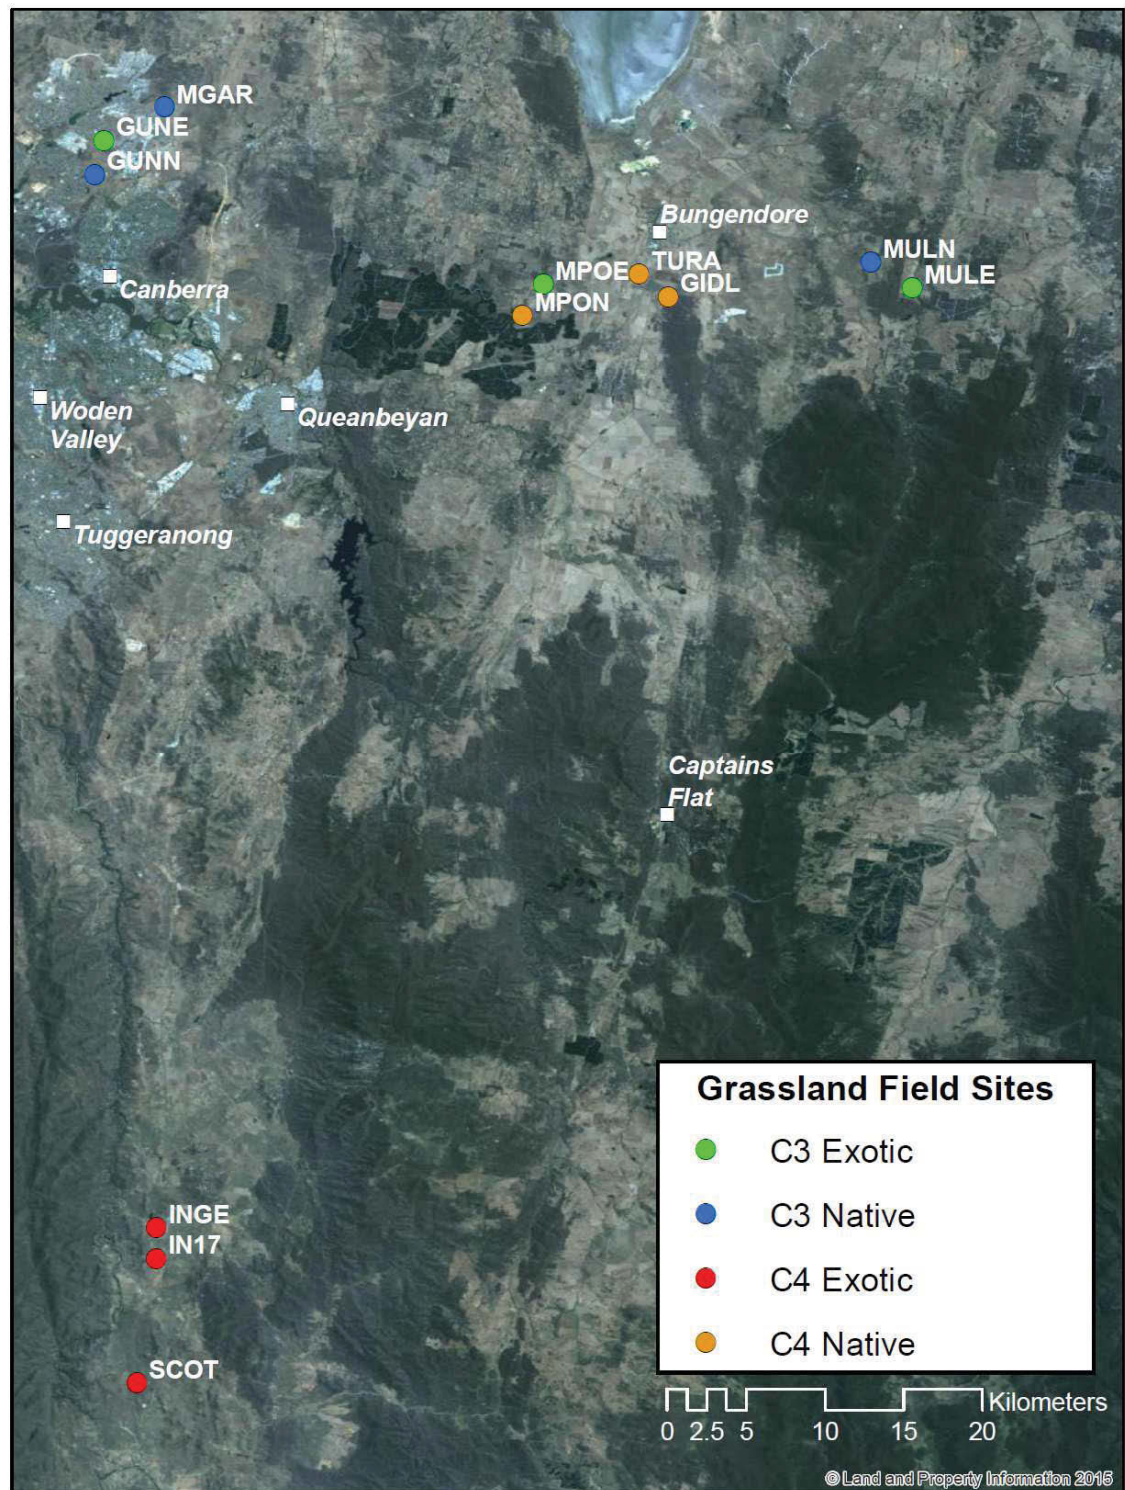 MGAR
GUNE
GUNN
Bungendore
MULN
MULE
TURA
GIDL
MPOE
MPON
Canberra
Woden
Valley
Queanbeyan
Tuggeranong
Captains
Flat
INGE
IN17
SCOT
Grassland Field Sites
C3 Exotic
C3 Native
C4 Exotic
C4 Native
Kilometers
0 2.5 5 10 15 20
© Land and Property Information 2015